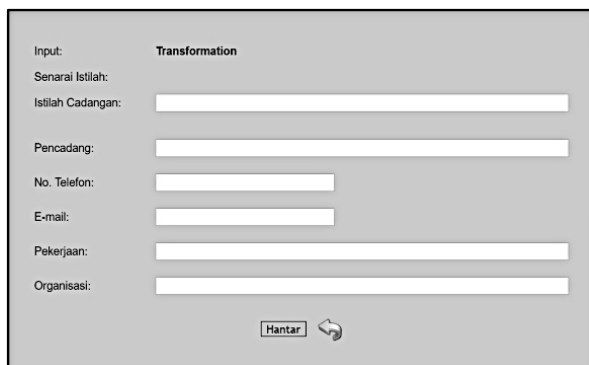 Input: Transformation
Senarai Istilah:
Istilah Cadangan:
Pencadang:
No. Telefon:
E-mail:
Pekerjaan:
Organisasi:
Hantar